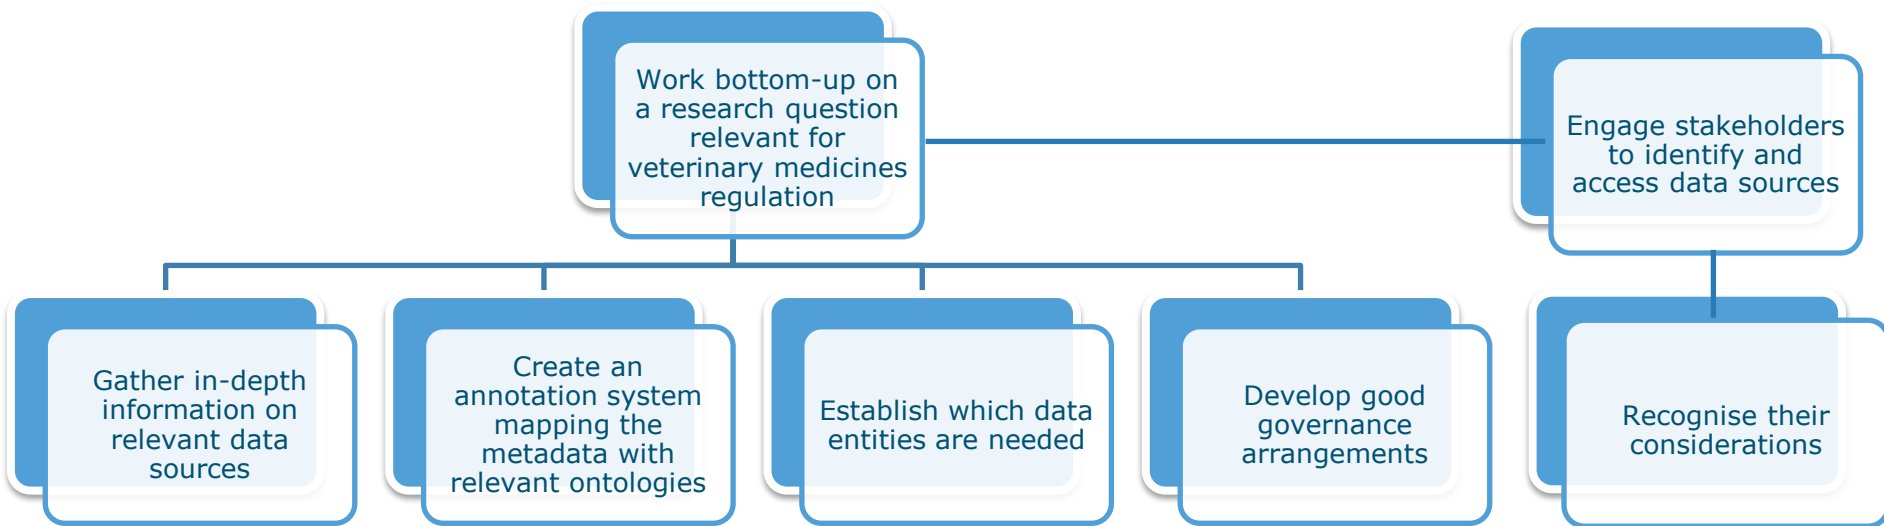 Work bottom-up on
a research question
relevant for
veterinary medicines
regulation
Engage stakeholders
to identify and
access data sources
Gather in-depth
information on
relevant data
sources
Create an
annotation system
mapping the
metadata with
relevant ontologies
Establish which data
entities are needed
Develop good
governance
arrangements
Recognise their
considerations